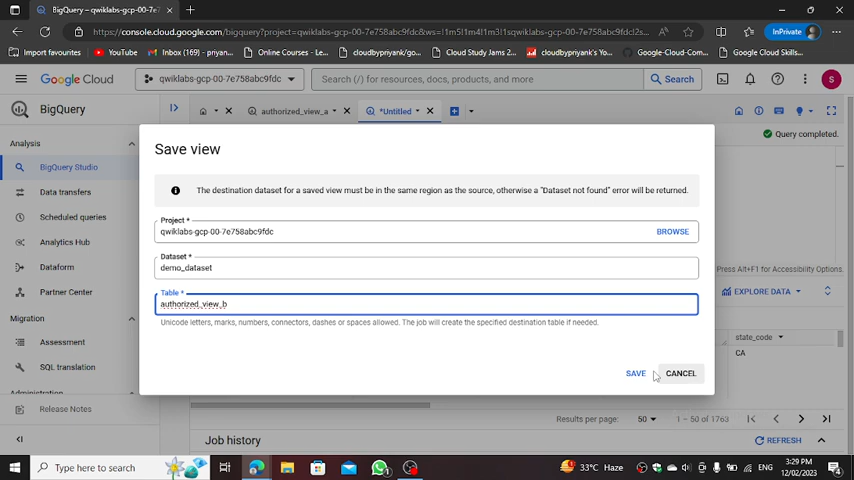 BigQuery – qwiklabs-gcp-00-7e7
https://console.cloud.google.com/bigquery?project=qwiklabs-gcp-00-7e758abc9fdc&ws=!1m5!1m4!1m3!1sqwiklabs-gcp-00-7e758abc9fdc!2s...
InPrivate
Import favourites
YouTube
Inbox (169) - priyan...
Online Courses - Le...
cloudbypriyank/go...
Cloud Study Jams 2...
cloudbypriyank's Yo...
Google-Cloud-Com...
Google Cloud Skills...
Google Cloud
qwiklabs-gcp-00-7e758abc9fdc
Search (/) for resources, docs, products, and more
Search
S
BigQuery
authorized_view_a
*Untitled
Analysis
Query completed.
BigQuery Studio
Data transfers
Scheduled queries
Analytics Hub
Dataform
Partner Center
Migration
Assessment
SQL translation
Administration
Release Notes
Save view
The destination dataset for a saved view must be in the same region as the source, otherwise a "Dataset not found" error will be returned.
Project *
qwiklabs-gcp-00-7e758abc9fdc
BROWSE
Dataset *
demo_dataset
Table *
authorized_view_b
Unicode letters, marks, numbers, connectors, dashes or spaces allowed. The job will create the specified destination table if needed.
SAVE
CANCEL
Press Alt+F1 for Accessibility Options.
EXPLORE DATA
state_code
CA
Results per page:
50
1 – 50 of 1763
Job history
REFRESH
Type here to search
33°C Haze
ENG
3:29 PM
12/02/2023
4